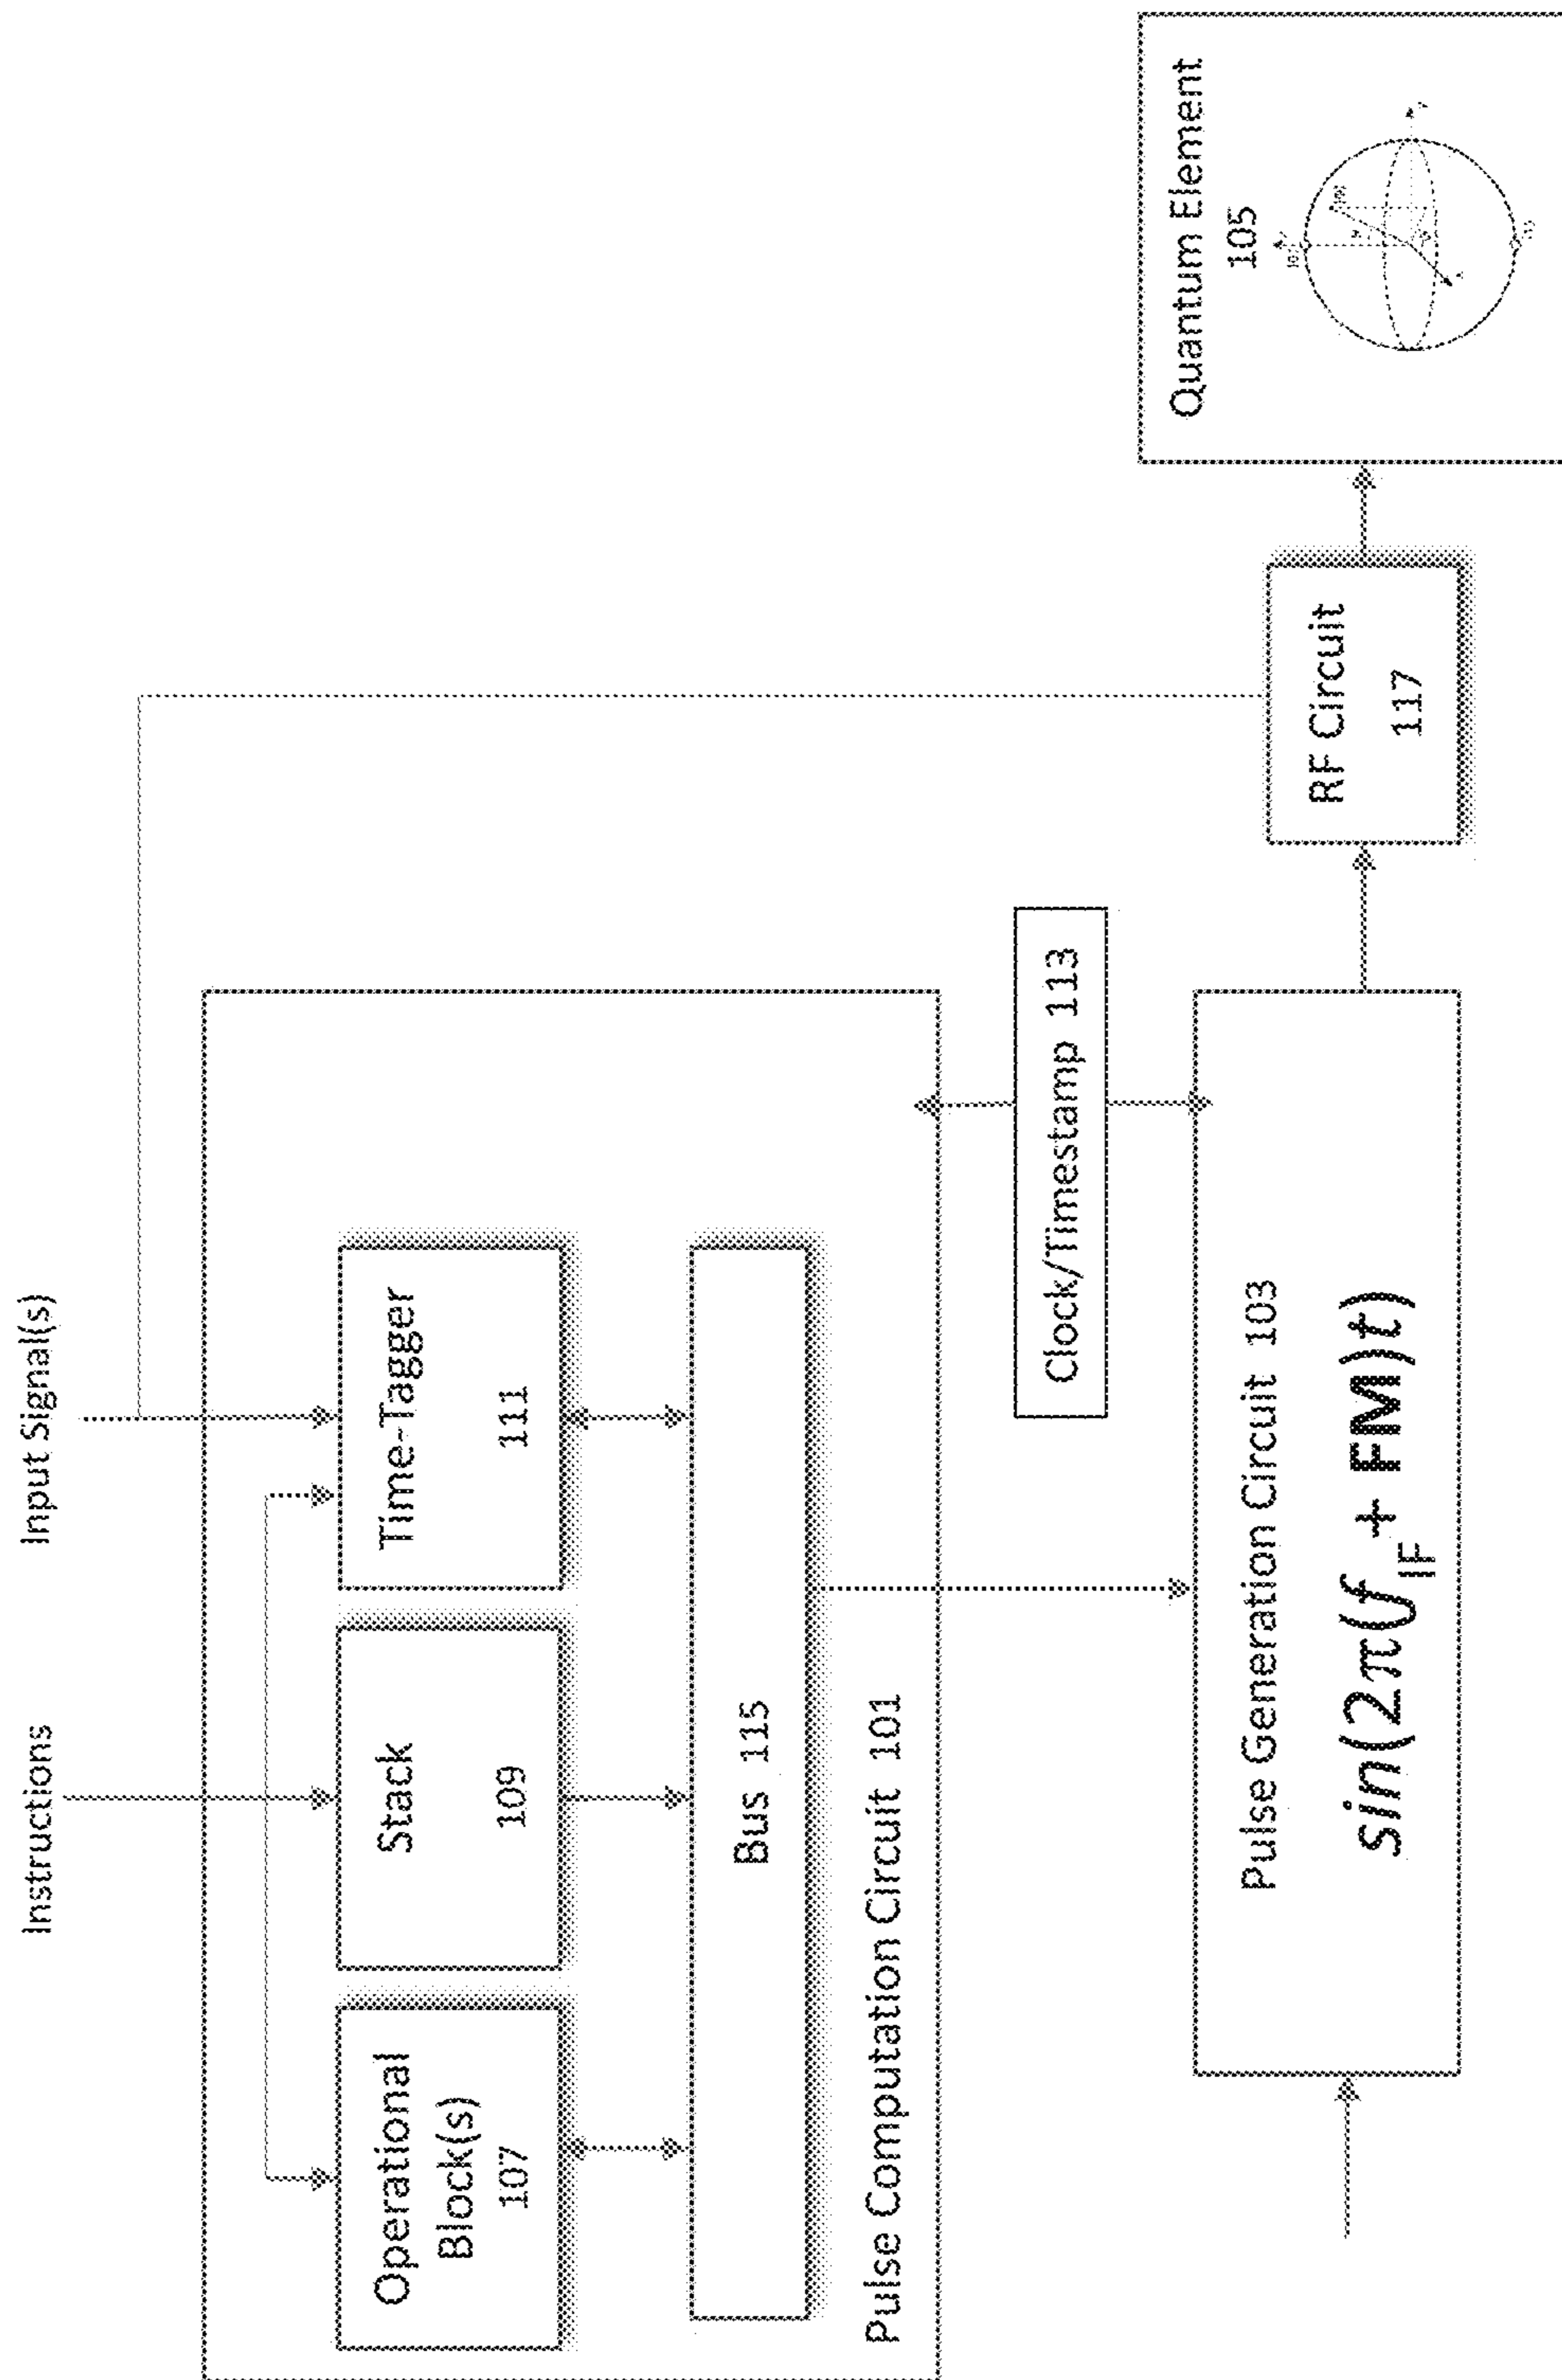 Instructions
Input Signal(s)
Operational
Block(s)
107
Stack
109
Time-Tagger
111
Bus 115
Pulse Computation Circuit 101
Clock/Timestamp 113
Pulse Generation Circuit 103
sin(2π(f_IF + FM)t)
RF Circuit
117
Quantum Element
105